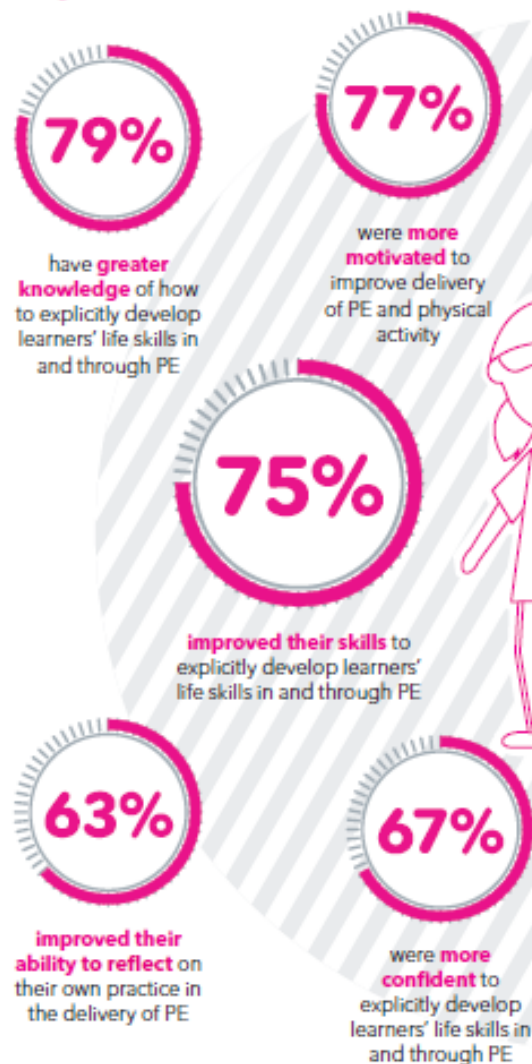 79%
have greater
knowledge of how
to explicitly develop
learners' life skills in
and through PE
77%
were more
motivated to
improve delivery
of PE and physical
activity
75%
improved their skills to
explicitly develop learners'
life skills in and through PE
63%
improved their
ability to reflect on
their own practice in
the delivery of PE
67%
were more
confident to
explicitly develop
learners' life skills in
and through PE